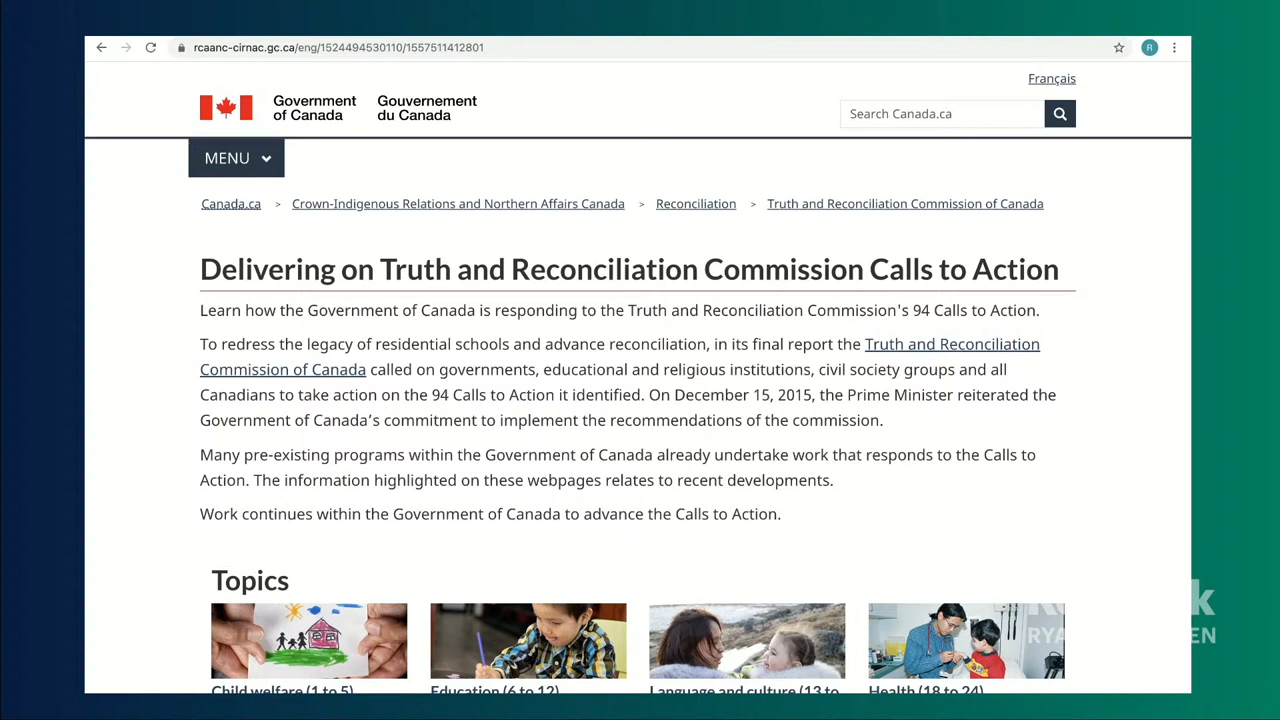 rcaanc-cirnac.gc.ca/eng/1524494530110/1557511412801
R
Français
Government of Canada
Gouvernement du Canada
Search Canada.ca
MENU
Canada.ca > Crown-Indigenous Relations and Northern Affairs Canada > Reconciliation > Truth and Reconciliation Commission of Canada
Delivering on Truth and Reconciliation Commission Calls to Action
Learn how the Government of Canada is responding to the Truth and Reconciliation Commission's 94 Calls to Action.
To redress the legacy of residential schools and advance reconciliation, in its final report the Truth and Reconciliation
Commission of Canada called on governments, educational and religious institutions, civil society groups and all
Canadians to take action on the 94 Calls to Action it identified. On December 15, 2015, the Prime Minister reiterated the
Government of Canada’s commitment to implement the recommendations of the commission.
Many pre-existing programs within the Government of Canada already undertake work that responds to the Calls to
Action. The information highlighted on these webpages relates to recent developments.
Work continues within the Government of Canada to advance the Calls to Action.
Topics
Child welfare (1 to 5)
Education (6 to 12)
Language and culture (13 to
Health (18 to 24)